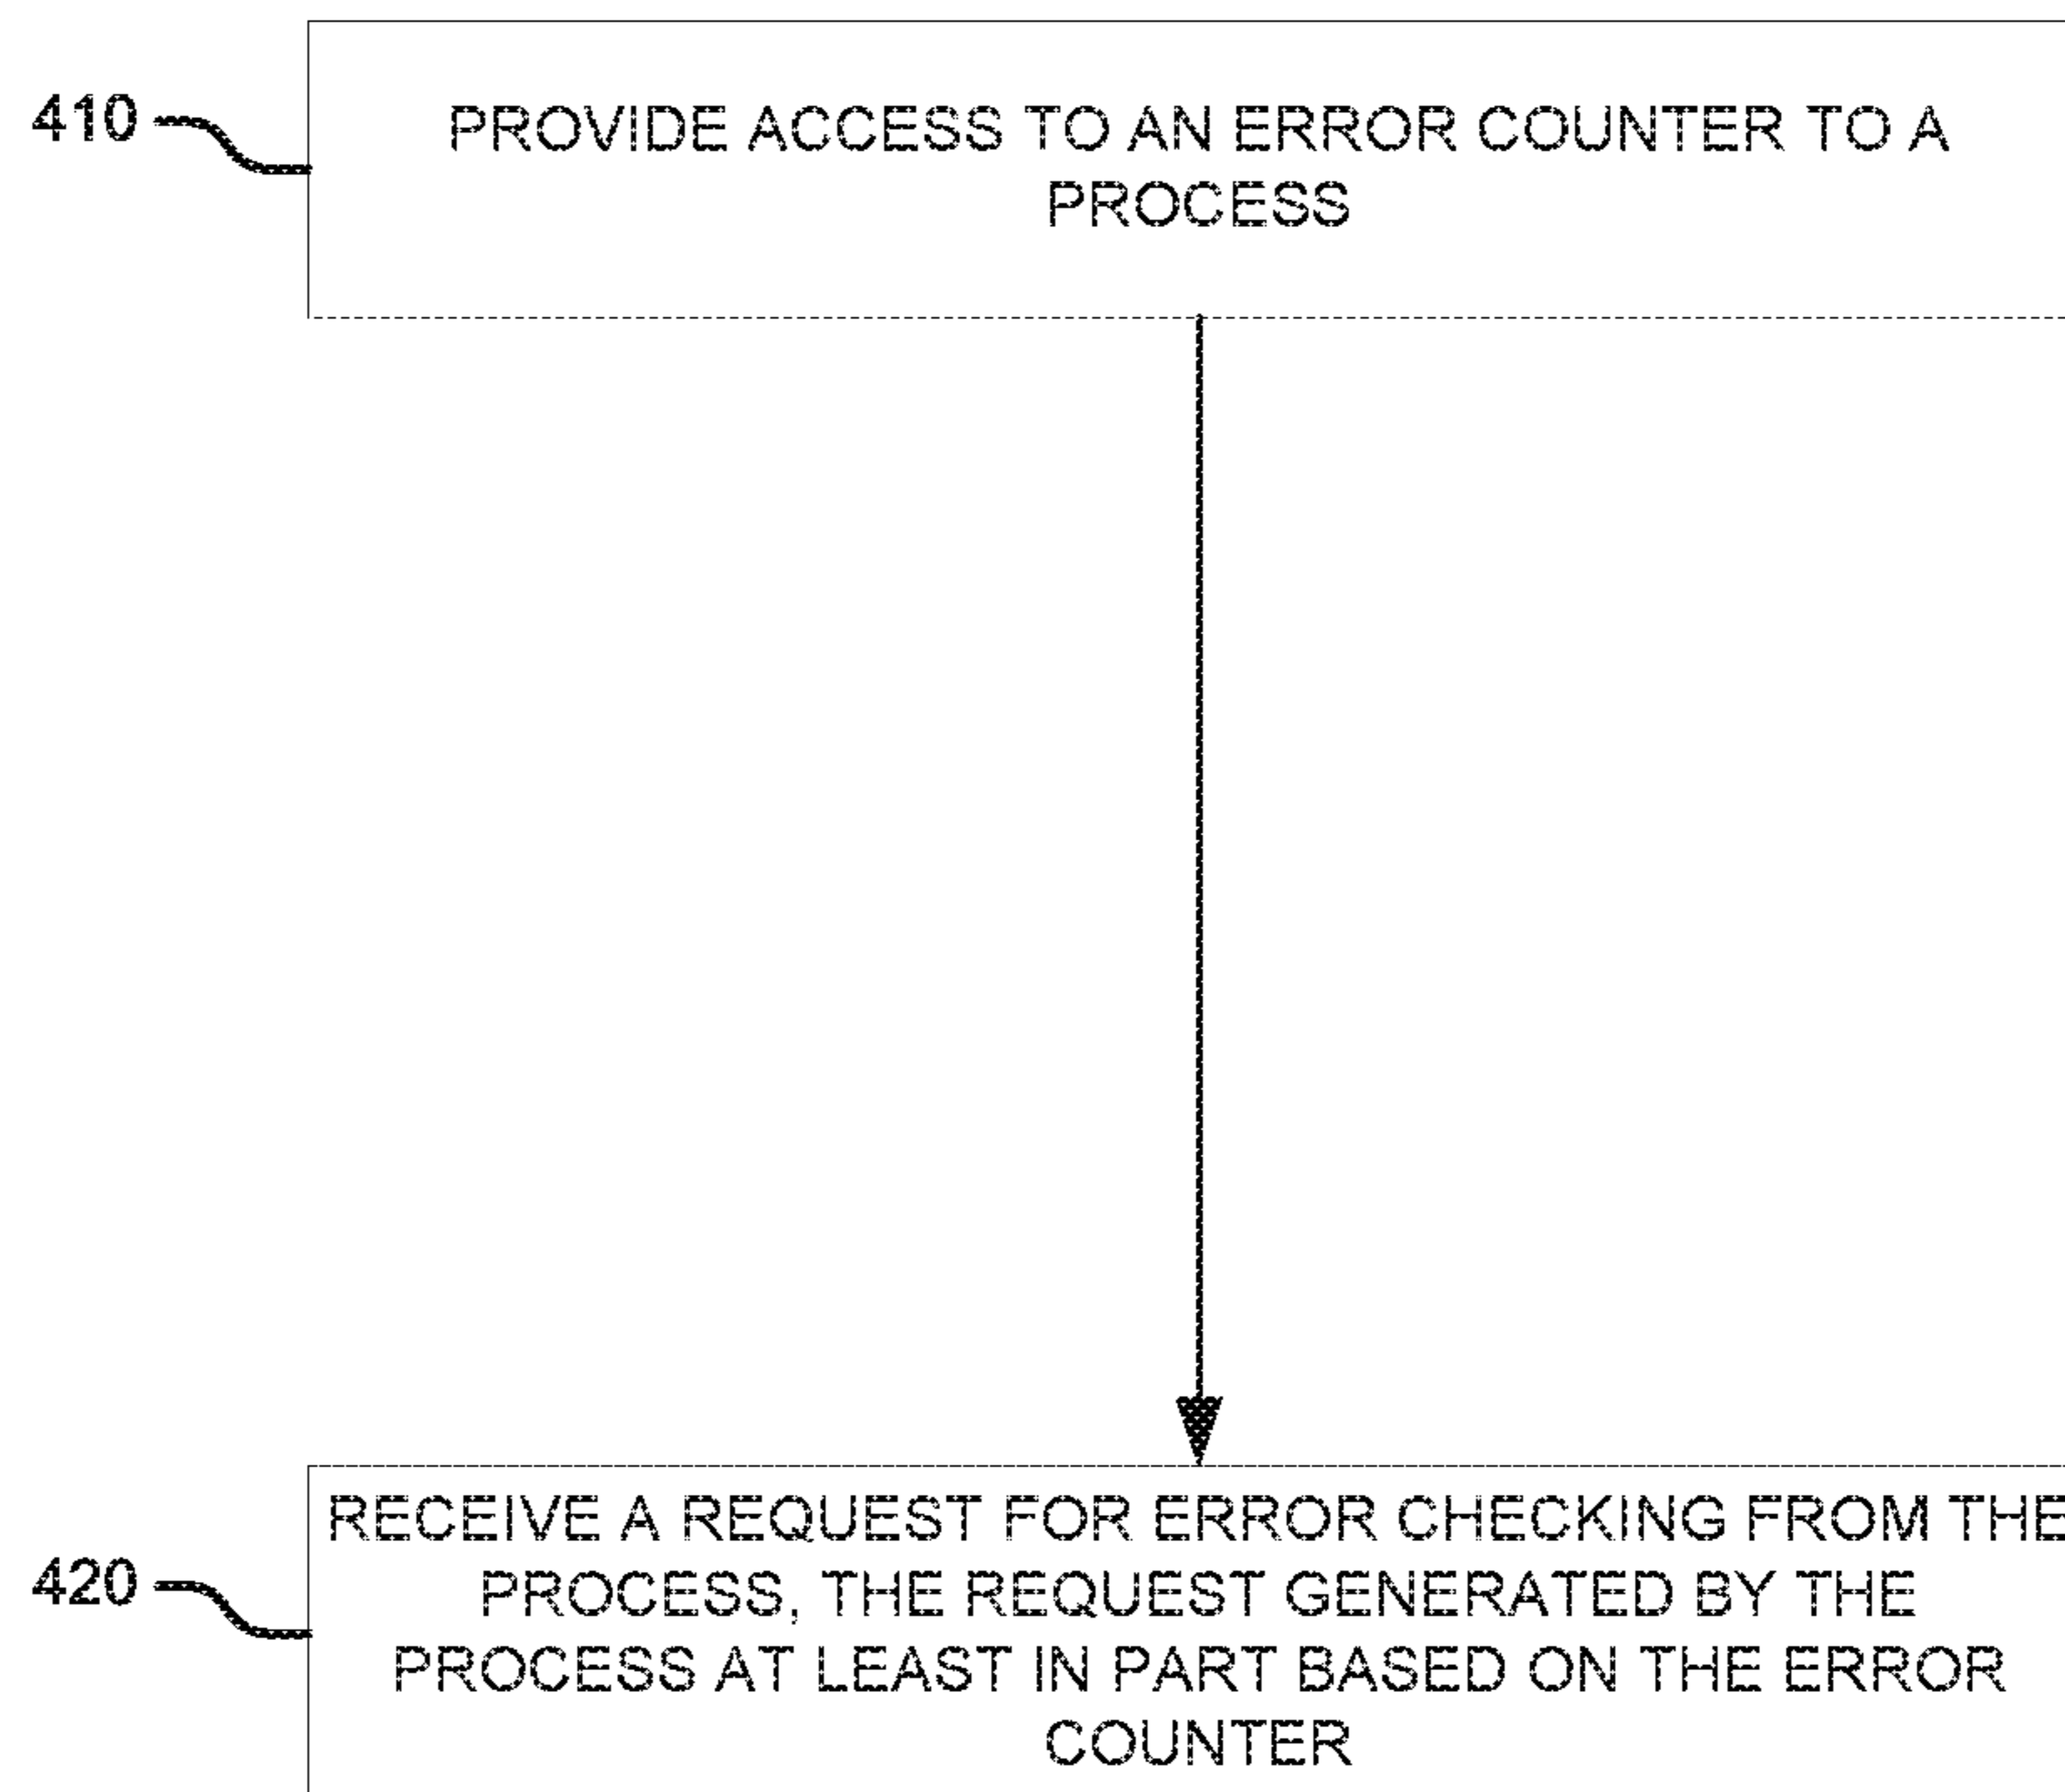 410
PROVIDE ACCESS TO AN ERROR COUNTER TO A
PROCESS
420
RECEIVE A REQUEST FOR ERROR CHECKING FROM THE
PROCESS, THE REQUEST GENERATED BY THE
PROCESS AT LEAST IN PART BASED ON THE ERROR
COUNTER